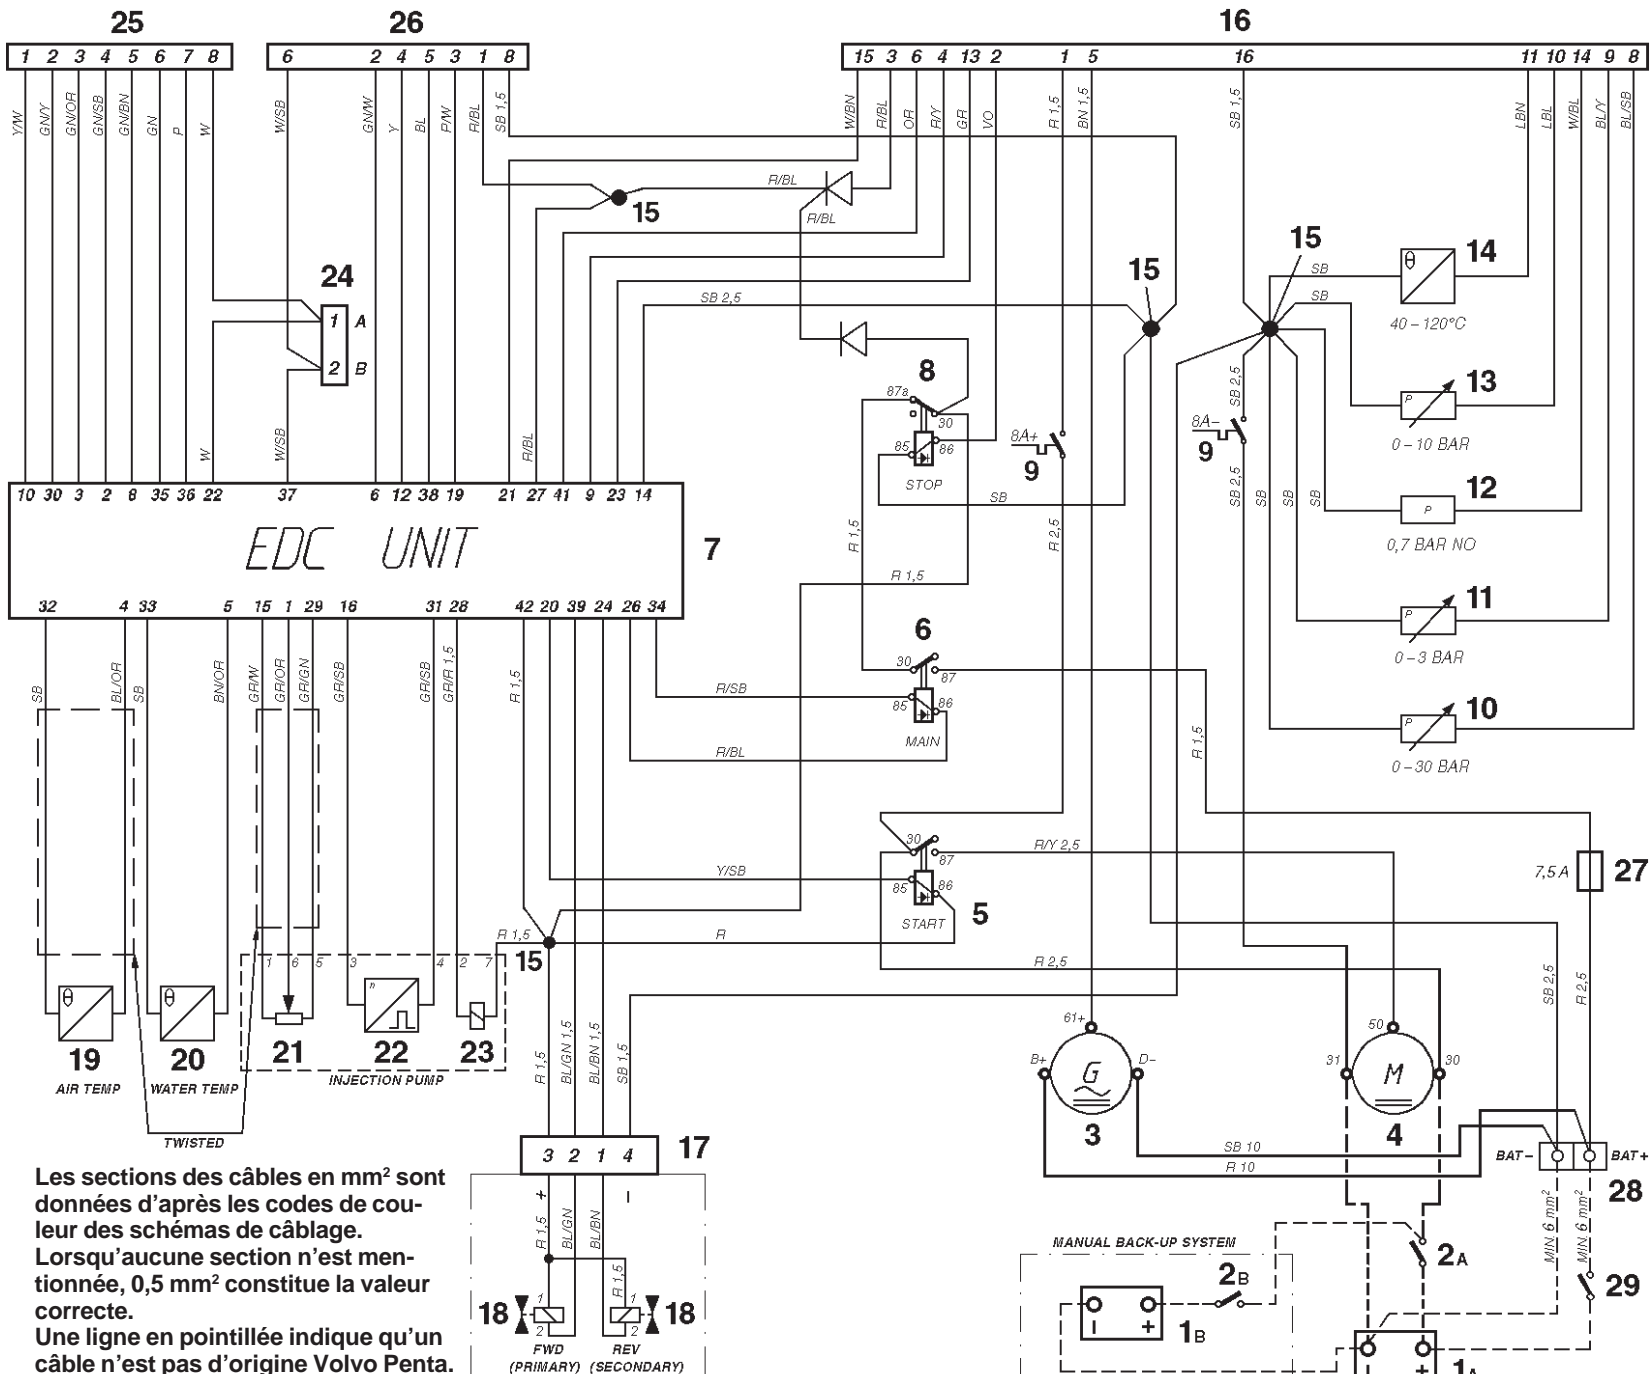 25
26
16
1 2 3 4 5 6 7 8
6 2 4 5 3 1 8
15 3 6 4 13 2 1 5 16 11 10 14 9 8
Y/W GN/Y GN/OR GN/SB GN/BN GN P W
W/SB GN/W Y BL P/W R/BL SB 1,5
W/BN R/BL OR R/Y GR VO R 1,5 BN 1,5 SB 1,5
LBN LBL W/BL BL/Y BL/SB
R/BL
15
R/BL
15
15
24
1 A
2 B
SB 2,5
SB
θ
14
40 – 120°C
SB
8
87a
30
85
86
STOP
SB
8A+
9
SB 2,5
8A–
9
P
13
0 – 10 BAR
W
W/SB
R/BL
SB 2,5
SB
SB
SB
P
12
0,7 BAR NO
10 30 3 2 8 35 36 22 37 6 12 38 19 21 27 41 9 23 14
EDC UNIT
7
R 1,5
R 2,5
R 1,5
P
11
0 – 3 BAR
32 4 33 5 15 1 29 16 31 28 42 20 39 24 26 34
6
30
87
85
86
MAIN
SB BL/OR SB BN/OR GR/W GR/OR GR/GN GR/SB GR/SB GR/R 1,5 R 1,5
R/SB
R/BL
R 1,5
P
10
0 – 30 BAR
30
87
85
86
START
5
Y/SB
R/Y 2,5
7,5 A
27
R 1,5
R
15
R 2,5
SB 2,5
R 2,5
1 6 5 3 4 2 7
θ
19
AIR TEMP
θ
20
WATER TEMP
21
n
22
23
INJECTION PUMP
TWISTED
R 1,5 BL/GN 1,5 BL/BN 1,5 SB 1,5
61+
B+
D–
G
3
50
31
30
M
4
SB 10
R 10
BAT –
BAT +
28
3 2 1 4
17
+ –
R 1,5 BL/GN BL/BN
R 1,5
18
1
2
1
2
18
FWD
(PRIMARY)
REV
(SECONDARY)
MIN. 6 mm²
MIN. 6 mm²
29
MANUAL BACK-UP SYSTEM
2A
2B
– +
1B
– +
1A
Les sections des câbles en mm² sont
données d'après les codes de cou-
leur des schémas de câblage.
Lorsqu'aucune section n'est men-
tionnée, 0,5 mm² constitue la valeur
correcte.
Une ligne en pointillée indique qu'un
câble n'est pas d'origine Volvo Penta.